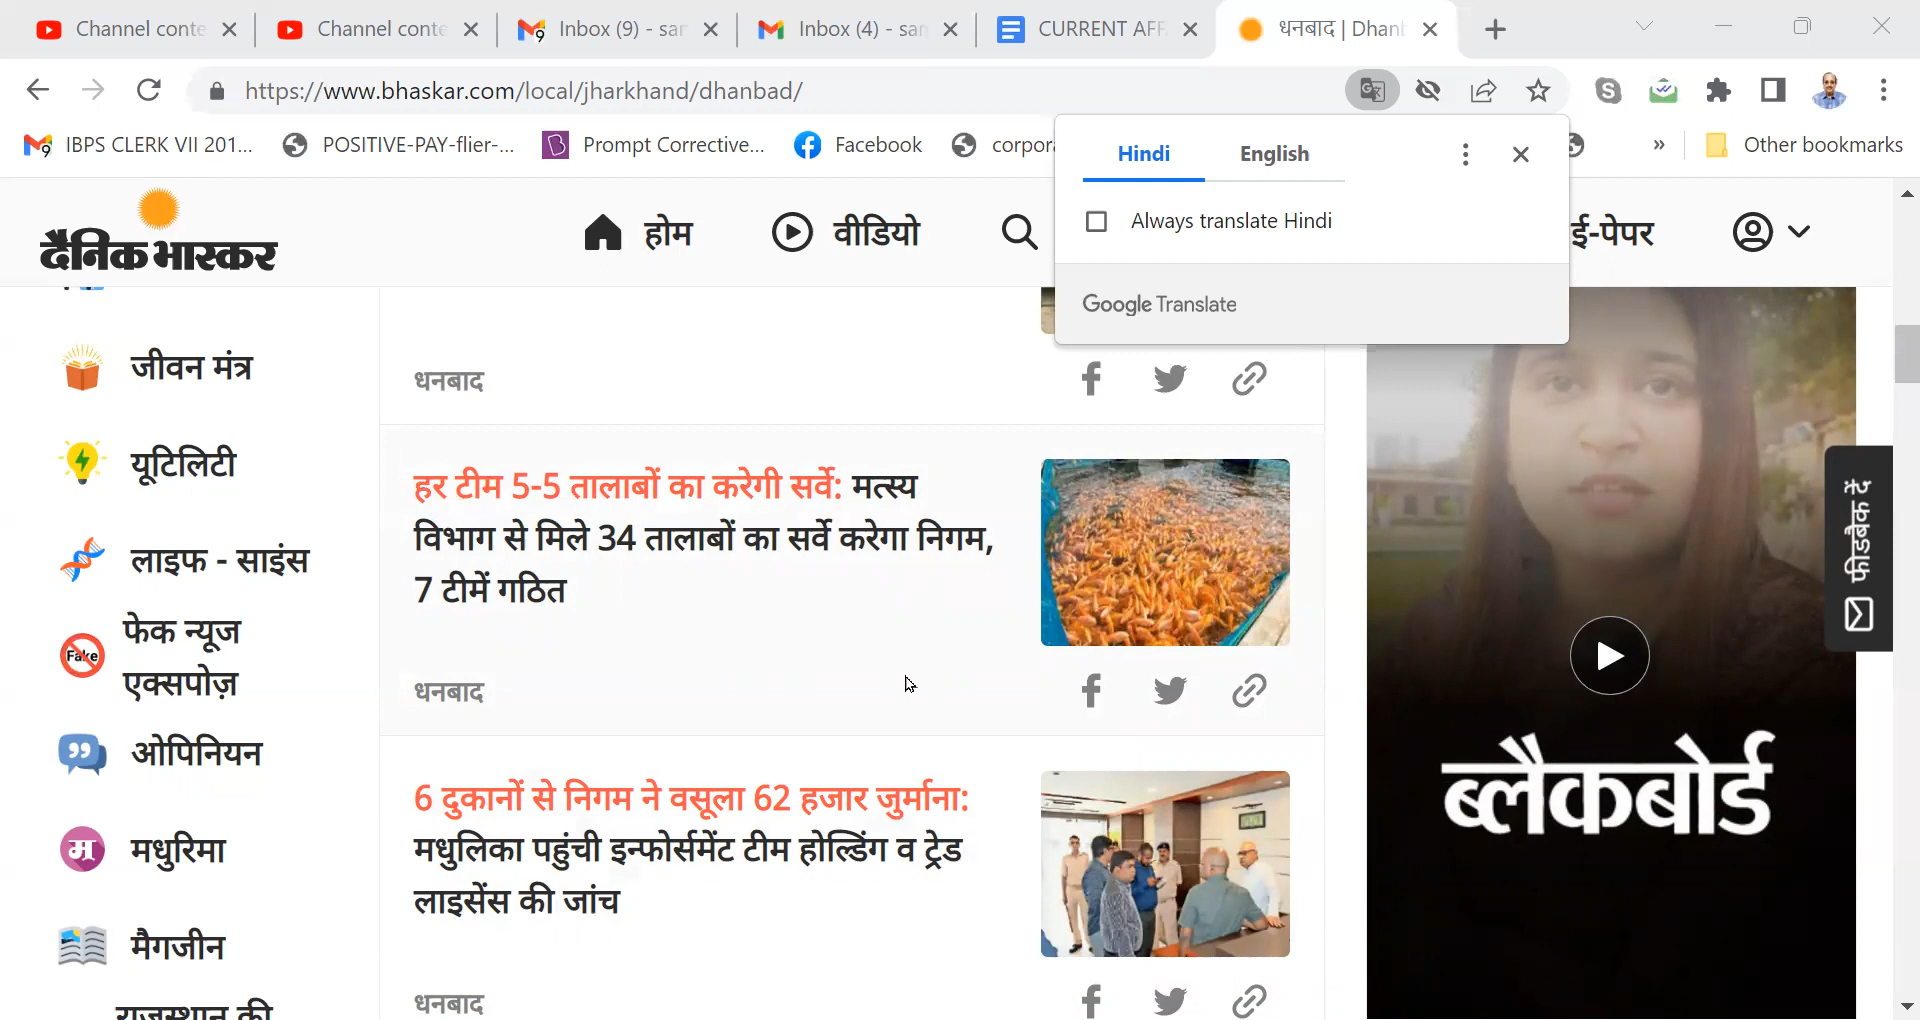 Channel conte
Channel conte
Inbox (9) - sar
Inbox (4) - san
CURRENT AFF
धनबाद | Dhan
https://www.bhaskar.com/local/jharkhand/dhanbad/
IBPS CLERK VII 201...
POSITIVE-PAY-flier-...
Prompt Corrective...
Facebook
corpora
»
Other bookmarks
Hindi
English
Always translate Hindi
Google Translate
दैनिक भास्कर
होम
वीडियो
ई-पेपर
जीवन मंत्र
यूटिलिटी
लाइफ - साइंस
फेक न्यूज
एक्सपोज़
Fake
ओपिनियन
मधुरिमा
म
मैगजीन
राजस्थान की
धनबाद
हर टीम 5-5 तालाबों का करेगी सर्वे: मत्स्य
विभाग से मिले 34 तालाबों का सर्वे करेगा निगम,
7 टीमें गठित
धनबाद
6 दुकानों से निगम ने वसूला 62 हजार जुर्माना:
मधुलिका पहुंची इन्फोर्समेंट टीम होल्डिंग व ट्रेड
लाइसेंस की जांच
धनबाद
ब्लैकबोर्ड
फीडबैक दें